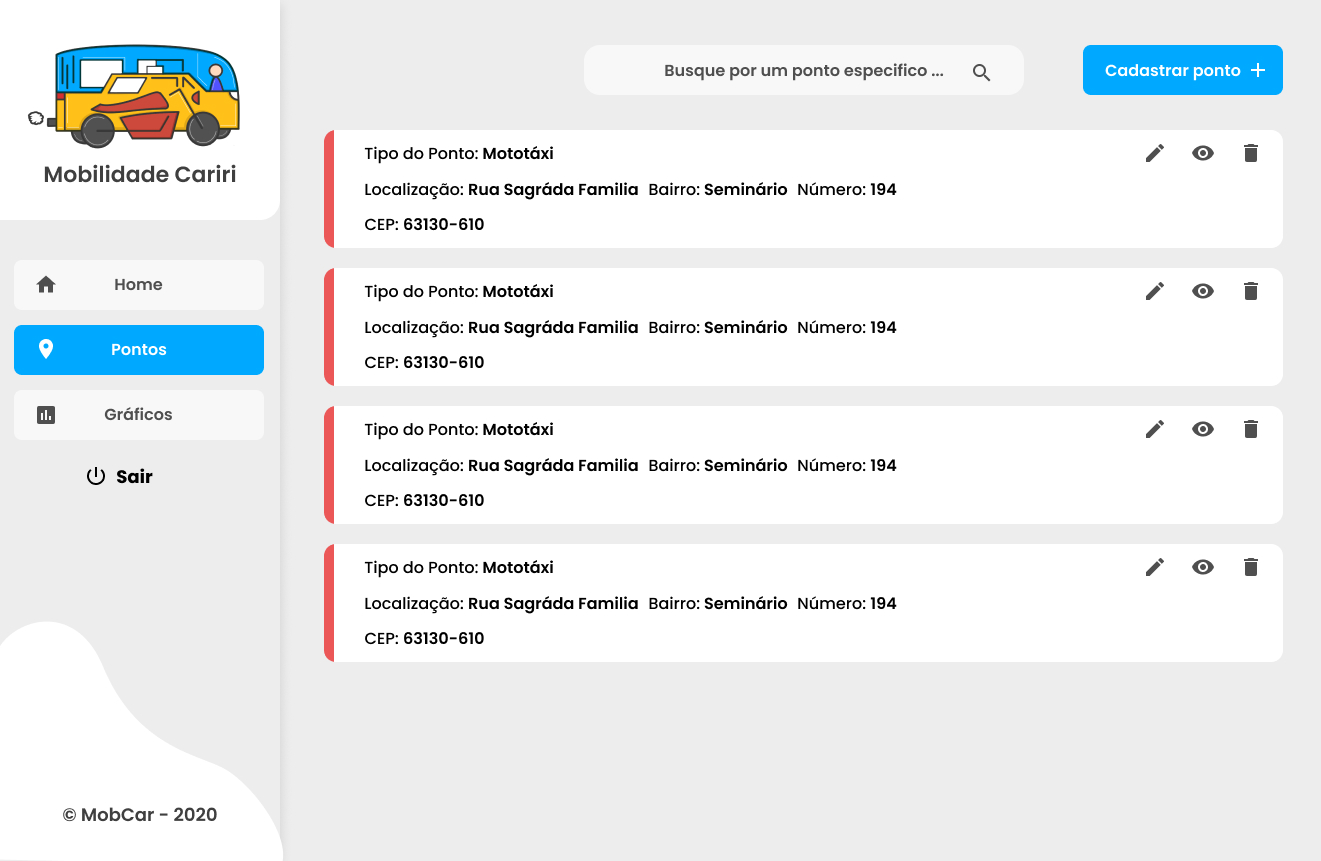 Mobilidade Cariri
Home
Pontos
Gráficos
Sair
© MobCar - 2020
Busque por um ponto especifico ...
Cadastrar ponto
Tipo do Ponto: Mototáxi
Localização: Rua Sagráda Familia Bairro: Seminário Número: 194
CEP: 63130-610
Tipo do Ponto: Mototáxi
Localização: Rua Sagráda Familia Bairro: Seminário Número: 194
CEP: 63130-610
Tipo do Ponto: Mototáxi
Localização: Rua Sagráda Familia Bairro: Seminário Número: 194
CEP: 63130-610
Tipo do Ponto: Mototáxi
Localização: Rua Sagráda Familia Bairro: Seminário Número: 194
CEP: 63130-610